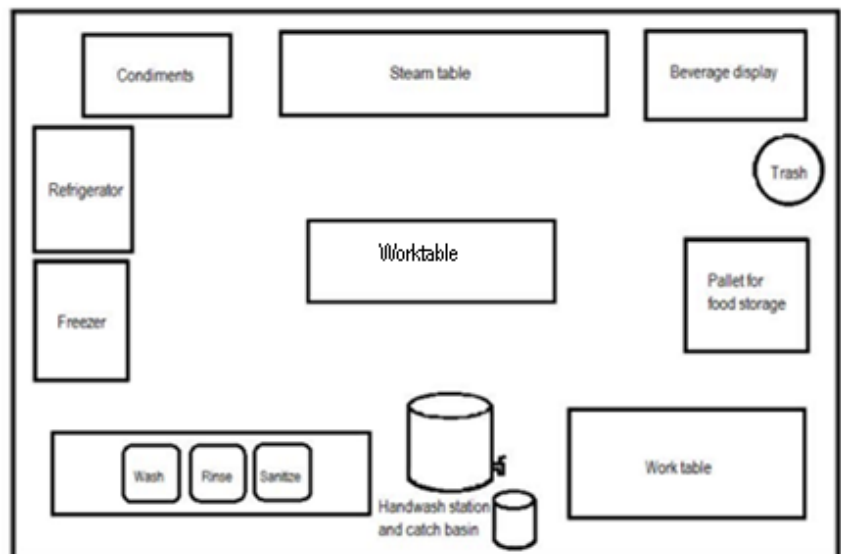 Condiments
Steam table
Beverage display
Trash
Refrigerator
Worktable
Pallet for
food storage
Freezer
Wash
Rinse
Sanitize
Work table
Handwash station
and catch basin